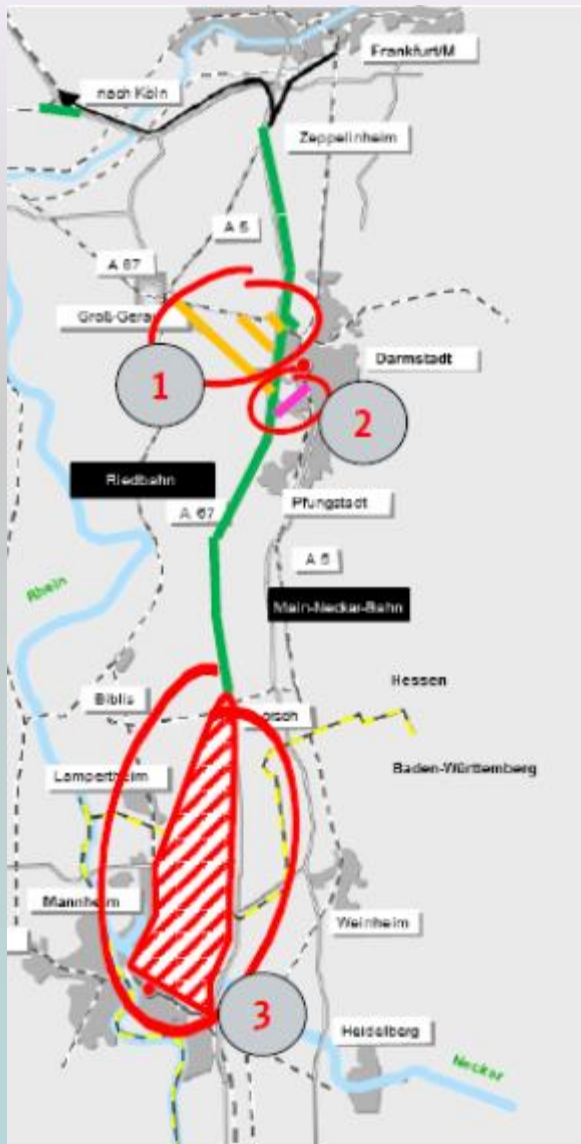 Frankfurt/M
nach Köln
Zeppelinheim
A 5
A 67
Groß-Gerau
Darmstadt
1
2
Riedbahn
Pfungstadt
A 67
A 5
Rhein
Main-Neckar-Bahn
Hessen
Biblis
orsch
Lampertheim
Baden-Württemberg
Mannheim
Weinheim
3
Heidelberg
Neckar